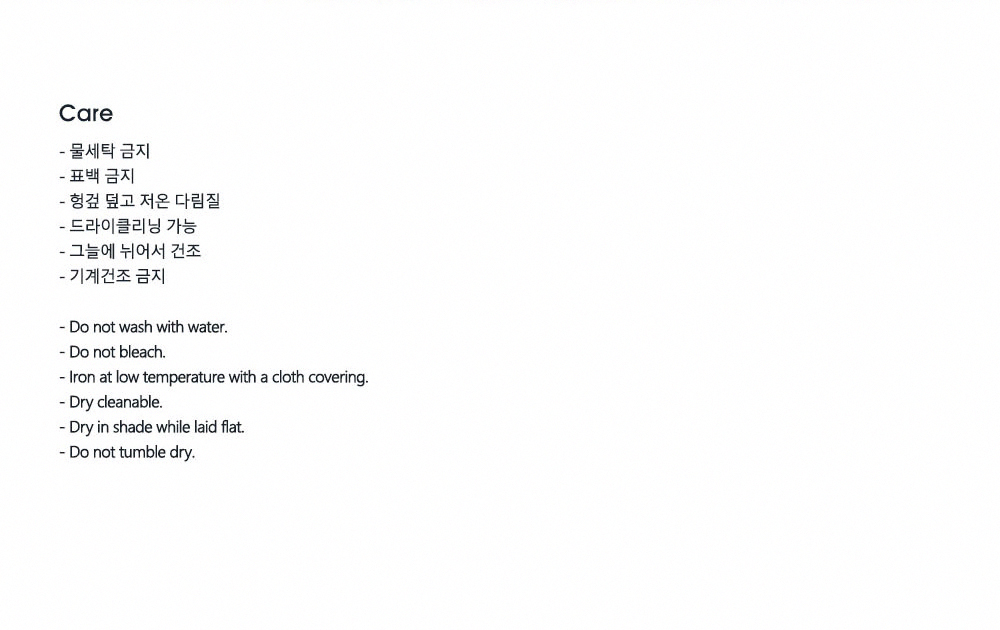 Care
- 물세탁 금지
- 표백 금지
- 헝겊 덮고 저온 다림질
- 드라이클리닝 가능
- 그늘에 뉘어서 건조
- 기계건조 금지
- Do not wash with water.
- Do not bleach.
- Iron at low temperature with a cloth covering.
- Dry cleanable.
- Dry in shade while laid flat.
- Do not tumble dry.